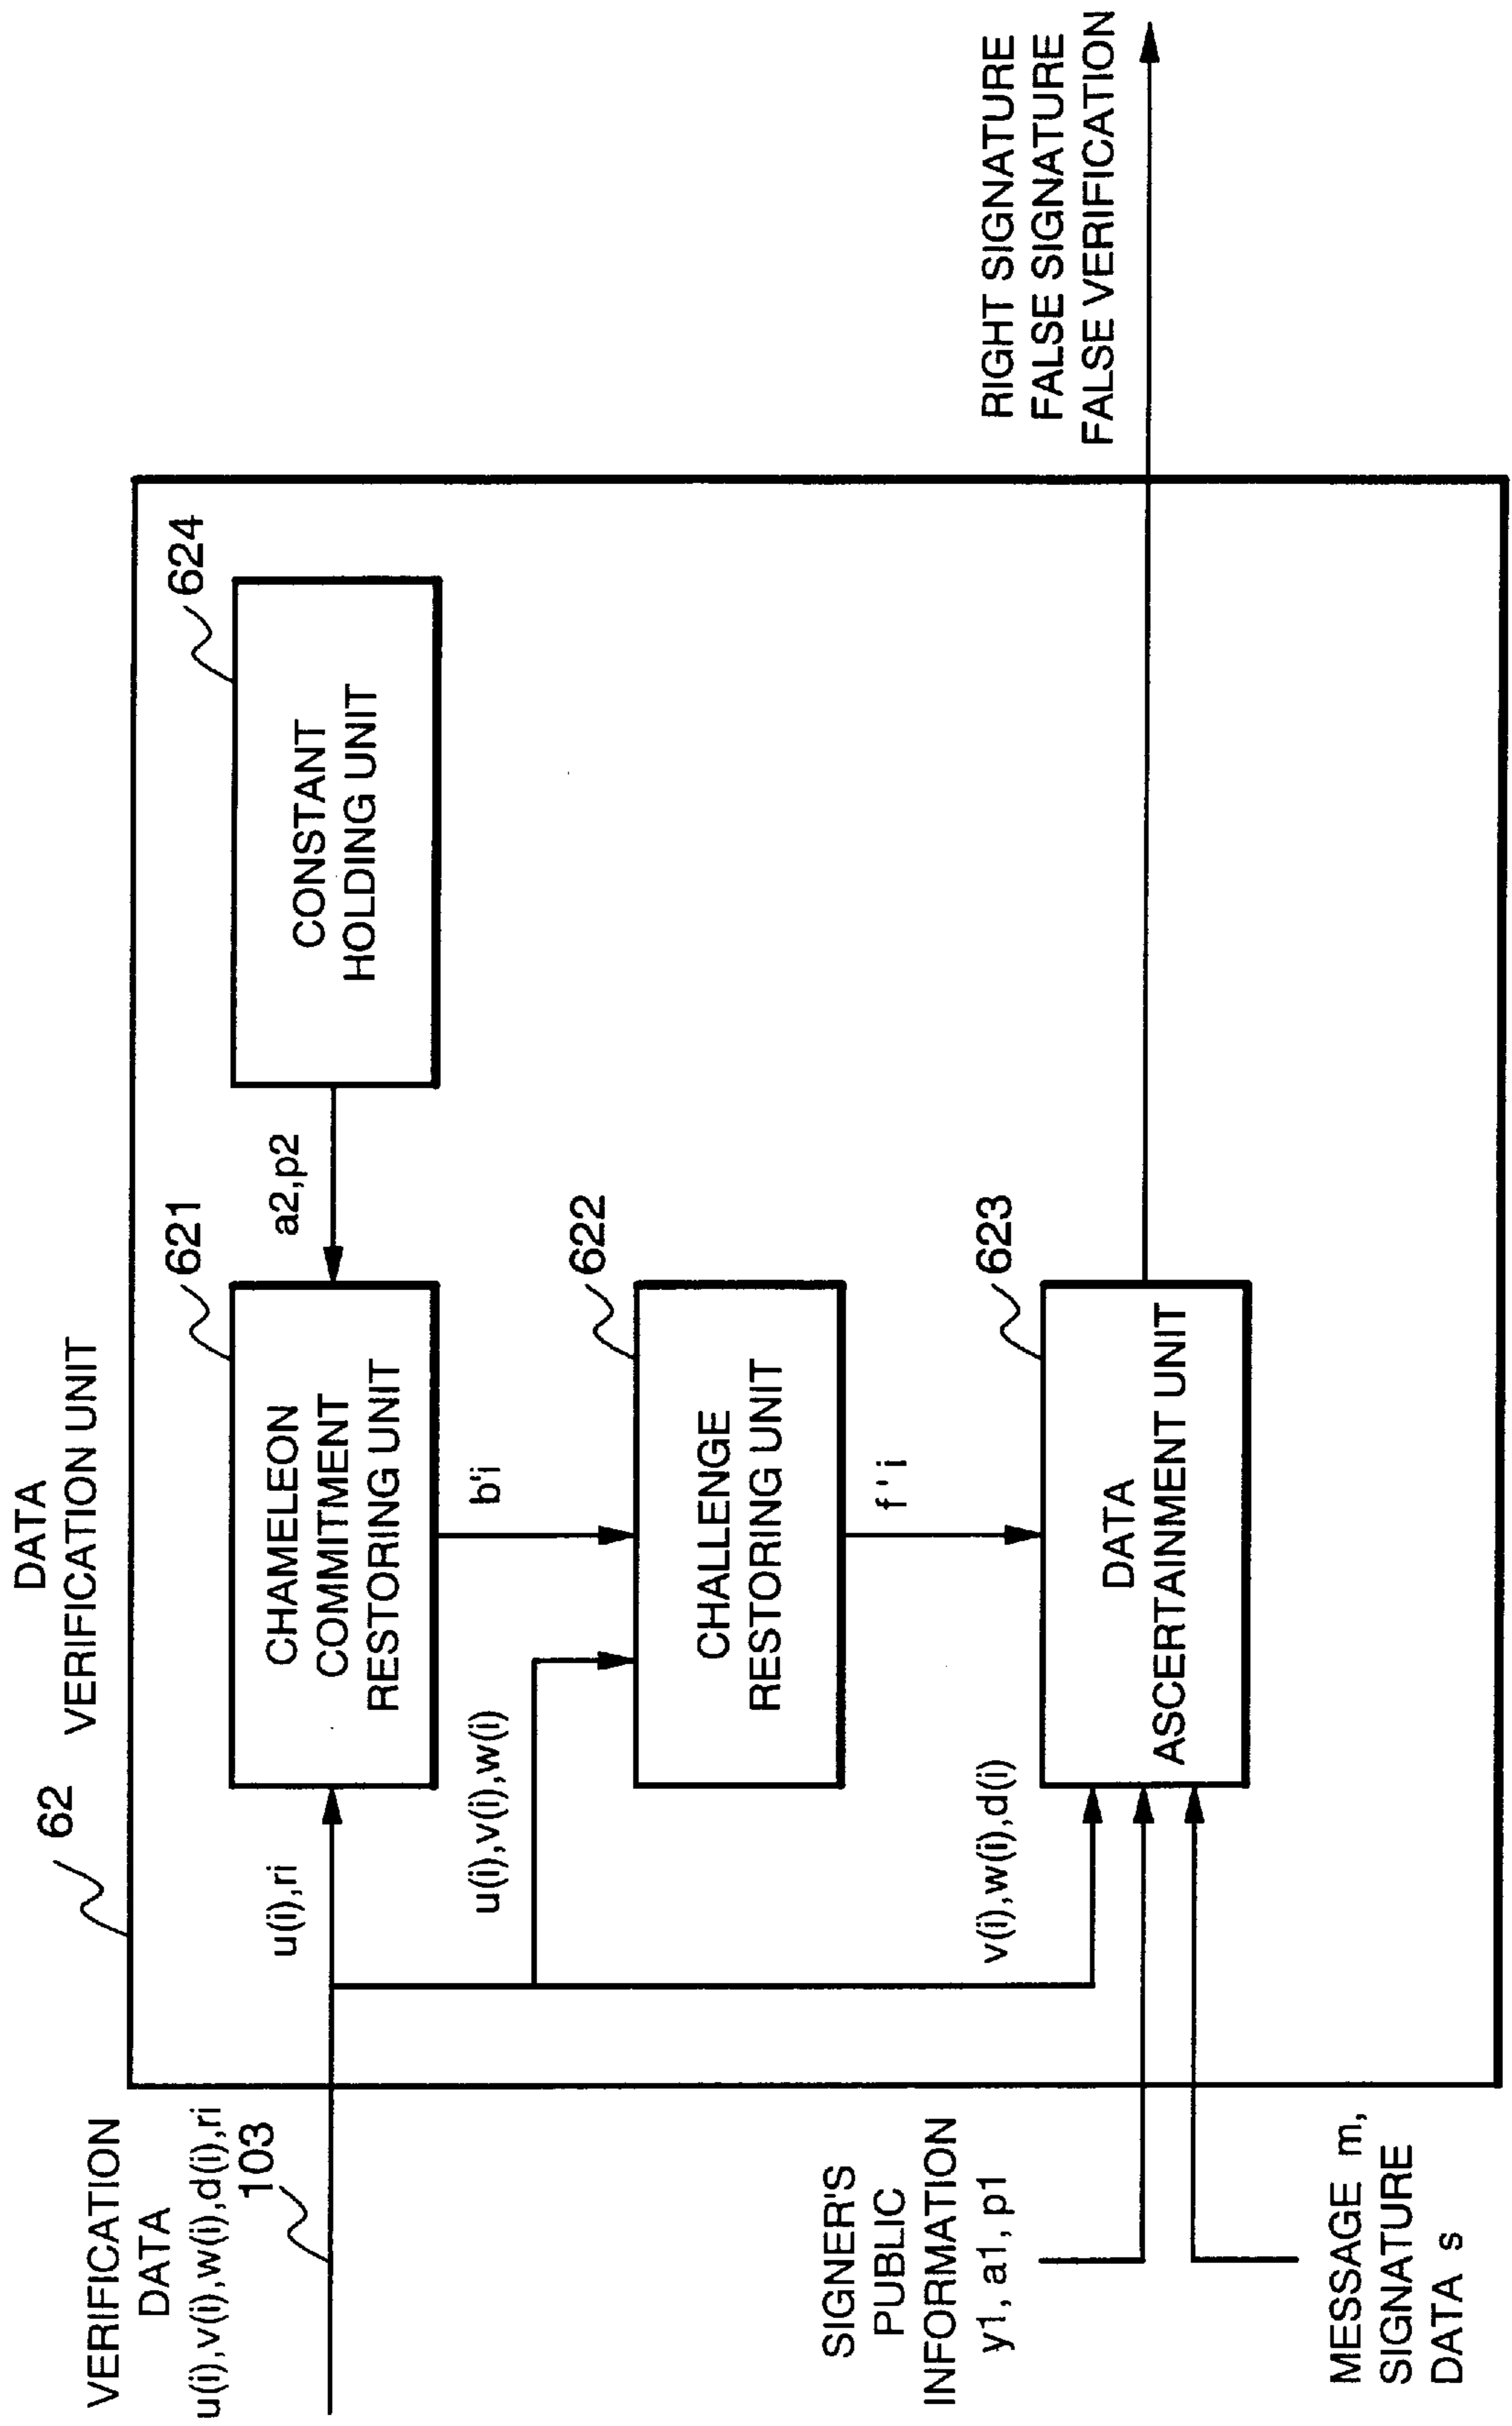 DATA
VERIFICATION UNIT
62
VERIFICATION
DATA
u(i),v(i),w(i),d(i),ri
103
u(i),ri
621
CHAMELEON
COMMITMENT
RESTORING UNIT
a2,p2
624
CONSTANT
HOLDING UNIT
b'i
u(i),v(i),w(i)
622
CHALLENGE
RESTORING UNIT
f'i
v(i),w(i),d(i)
623
DATA
ASCERTAINMENT UNIT
SIGNER'S
PUBLIC
INFORMATION
y1, a1, p1
MESSAGE m,
SIGNATURE
DATA s
RIGHT SIGNATURE
FALSE SIGNATURE
FALSE VERIFICATION